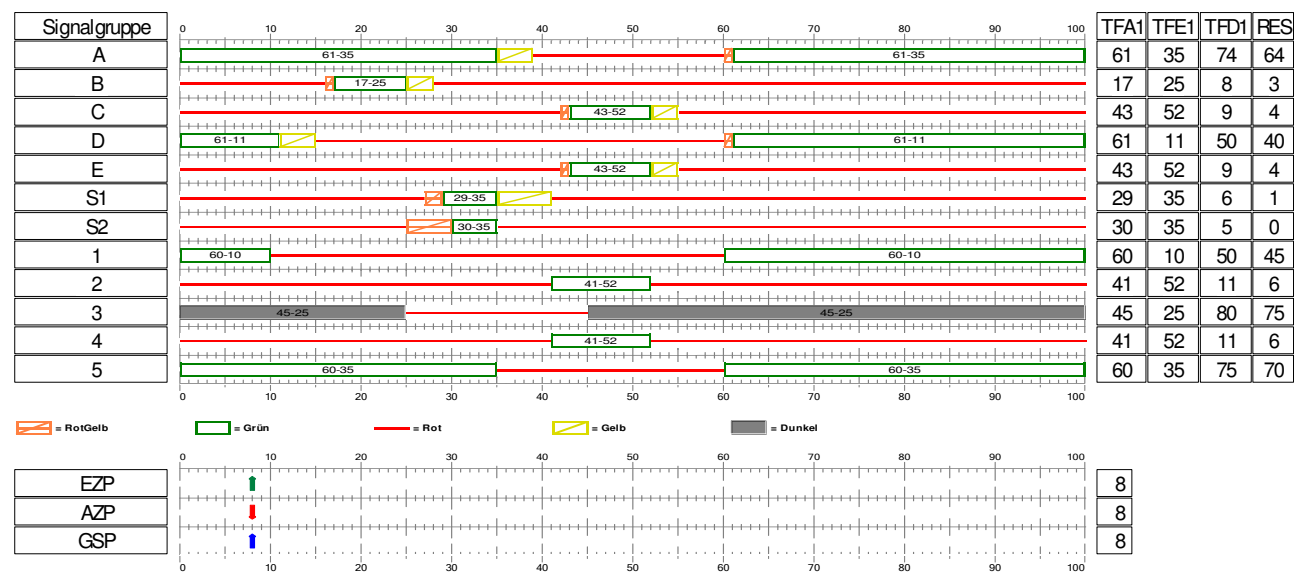 Signalgruppe 0 10 20 30 40 50 60 70 80 90 100 TFA1 TFE1 TFD1 RES
A 61-35 61-35 61 35 74 64
B 17-25 17 25 8 3
C 43-52 43 52 9 4
D 61-11 61-11 61 11 50 40
E 43-52 43 52 9 4
S1 29-35 29 35 6 1
S2 30-35 30 35 5 0
1 60-10 60-10 60 10 50 45
2 41-52 41 52 11 6
3 45-25 45-25 45 25 80 75
4 41-52 41 52 11 6
5 60-35 60-35 60 35 75 70
0 10 20 30 40 50 60 70 80 90 100
= RotGelb = Grün = Rot = Gelb = Dunkel
0 10 20 30 40 50 60 70 80 90 100
EZP 8
AZP 8
GSP 8
0 10 20 30 40 50 60 70 80 90 100